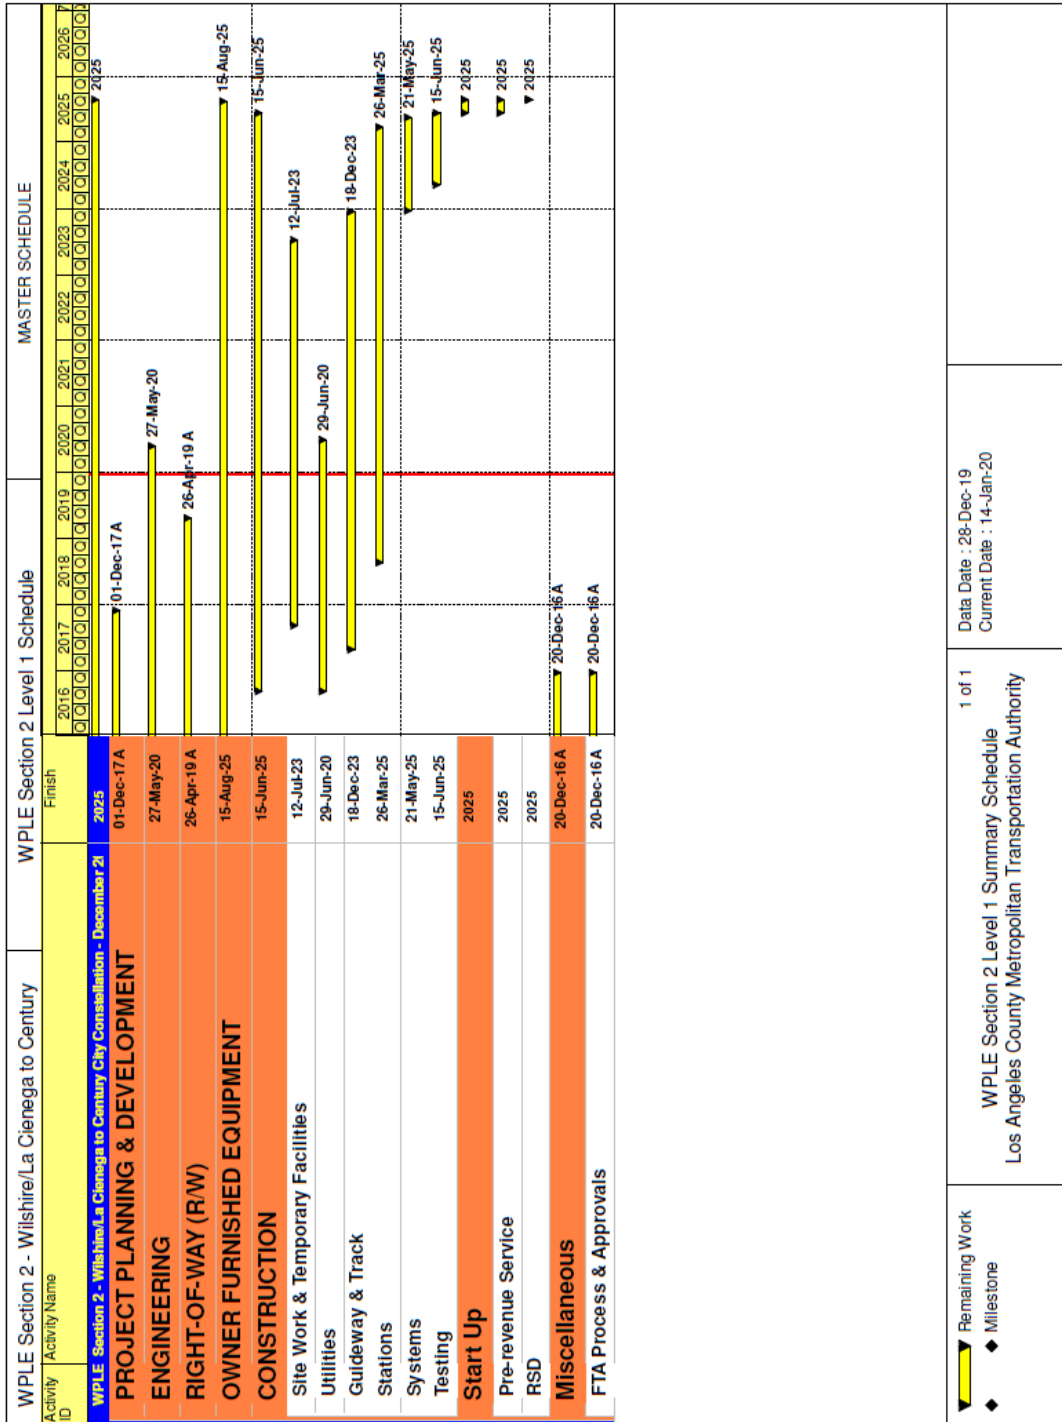 WPLE Section 2 - Wilshire/La Cienega to Century
WPLE Section 2 Level 1 Schedule
MASTER SCHEDULE
Activity ID
Activity Name
Finish
2016 2017 2018 2019 2020 2021 2022 2023 2024 2025 2026 7
Q Q Q Q Q Q Q Q Q Q Q Q Q Q Q Q Q Q Q Q Q Q Q Q Q Q Q Q Q Q Q Q Q Q Q Q Q Q Q Q Q Q Q Q Q
WPLE Section 2 - Wilshire/La Cienega to Century City Constellation - December 2 2025 2025
PROJECT PLANNING & DEVELOPMENT 01-Dec-17 A 01-Dec-17 A
ENGINEERING 27-May-20 27-May-20
RIGHT-OF-WAY (R/W) 26-Apr-19 A 26-Apr-19 A
OWNER FURNISHED EQUIPMENT 15-Aug-25 15-Aug-25
CONSTRUCTION 15-Jun-25 15-Jun-25
Site Work & Temporary Facilities 12-Jul-23 12-Jul-23
Utilities 29-Jun-20 29-Jun-20
Guideway & Track 18-Dec-23 18-Dec-23
Stations 26-Mar-25 26-Mar-25
Systems 21-May-25 21-May-25
Testing 15-Jun-25 15-Jun-25
Start Up 2025 2025
Pre-revenue Service 2025 2025
RSD 2025 2025
Miscellaneous 20-Dec-16 A 20-Dec-16 A
FTA Process & Approvals 20-Dec-16 A 20-Dec-16 A
Remaining Work
Milestone
1 of 1
WPLE Section 2 Level 1 Summary Schedule
Los Angeles County Metropolitan Transportation Authority
Data Date : 28-Dec-19
Current Date : 14-Jan-20